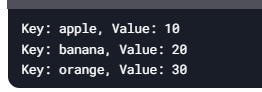 Key: apple, Value: 10
Key: banana, Value: 20
Key: orange, Value: 30